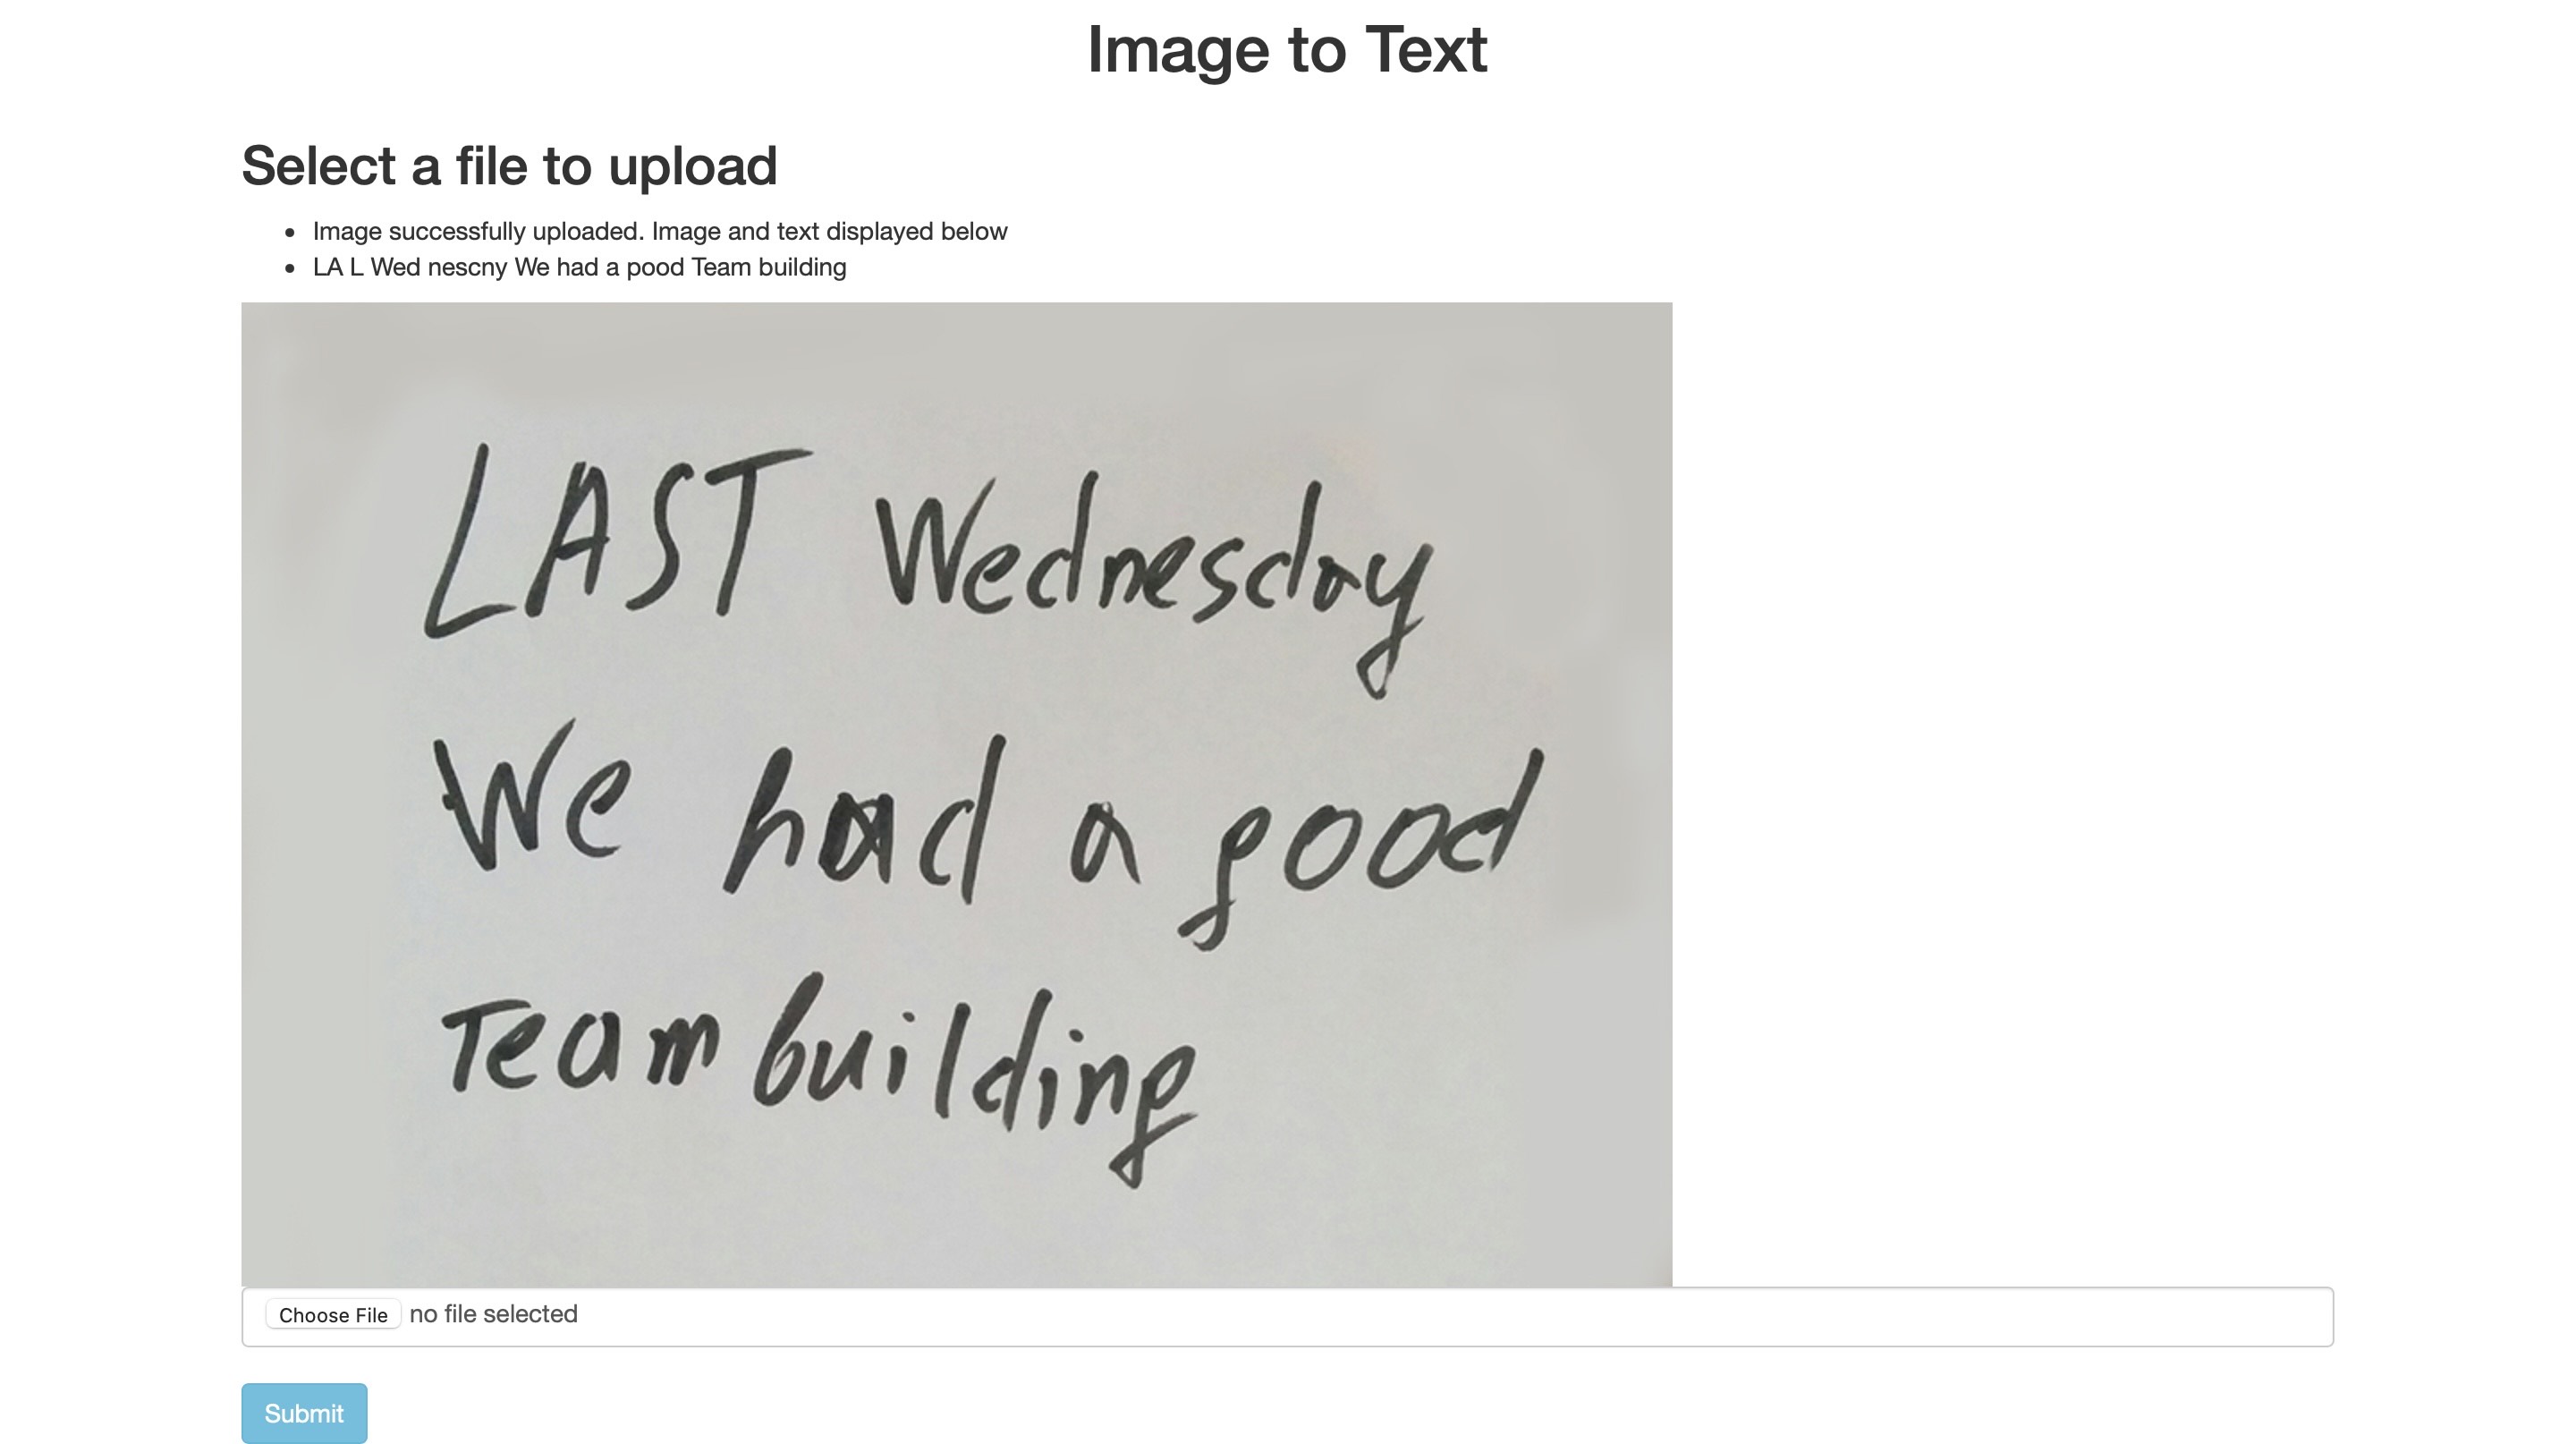 Image to Text
Select a file to upload
Image successfully uploaded. Image and text displayed below
LA L Wed nescny We had a pood Team building
LAST Wednesday
We had a good
Team building
Choose File no file selected
Submit